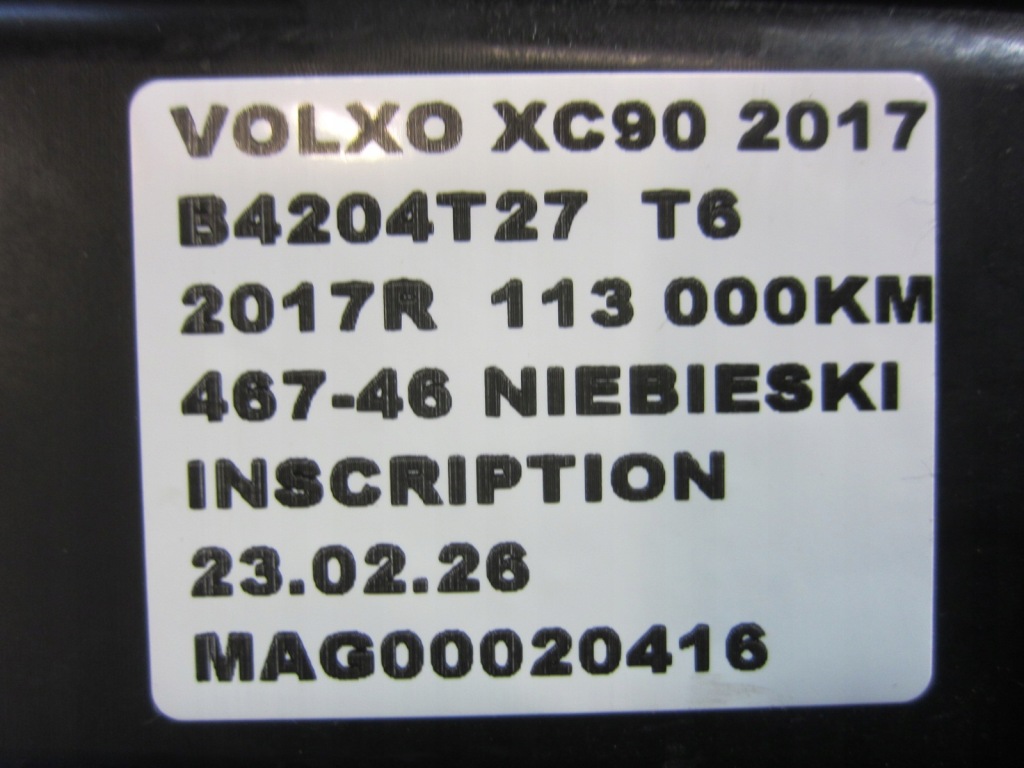 VOLXO XC90 2017
B4204T27 T6
2017R 113 000KM
467-46 NIEBIESKI
INSCRIPTION
23.02.26
MAG00020416